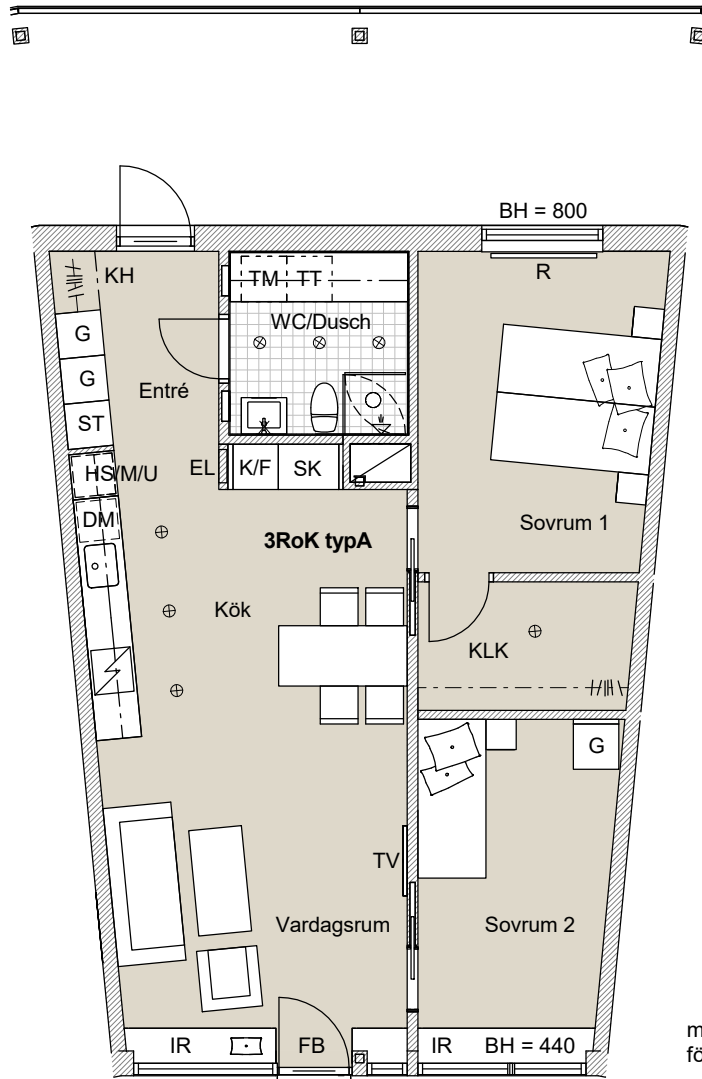 BH = 800
KH
TM TT
R
WC/Dusch
G
G
Entré
ST
HS/M/U
EL
K/F
SK
DM
Sovrum 1
3RoK typA
Kök
KLK
G
TV
Vardagsrum
Sovrum 2
IR
FB
IR
BH = 440
m
fö